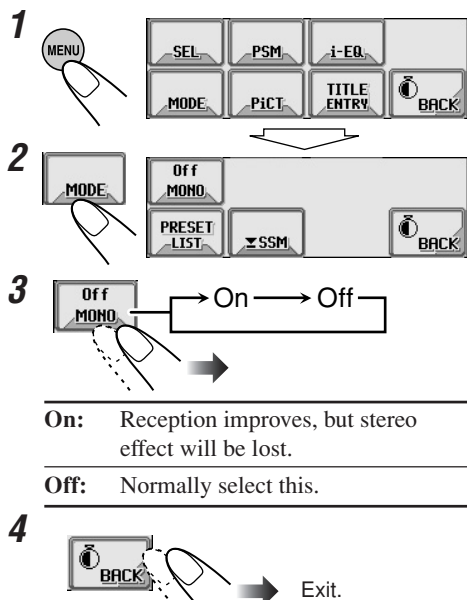 1
MENU
SEL PSM i-EQ
MODE PiCT TITLE ENTRY BACK
2
MODE
Off MONO
PRESET LIST SSM BACK
3
Off MONO
On Off
On: Reception improves, but stereo
effect will be lost.
Off: Normally select this.
4
BACK Exit.